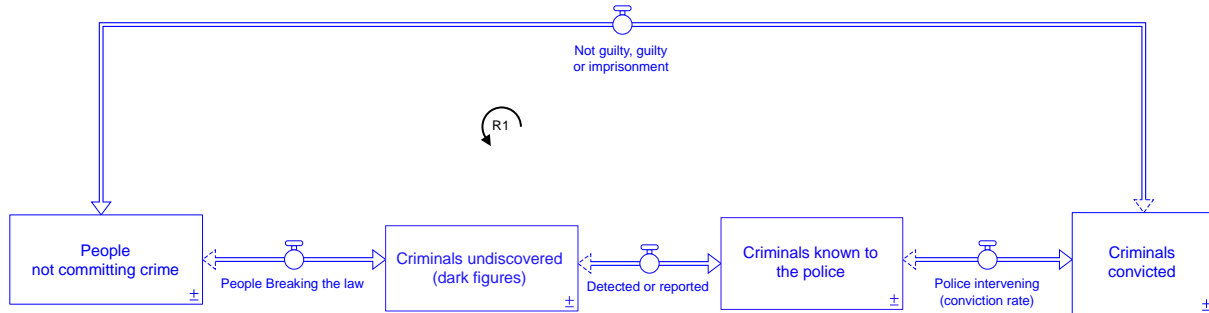 Not guilty, guilty
or imprisonment
R1
People
not committing crime
±
People Breaking the law
Criminals undiscovered
(dark figures)
±
Detected or reported
Criminals known to
the police
±
Police intervening
(conviction rate)
Criminals
convicted
±